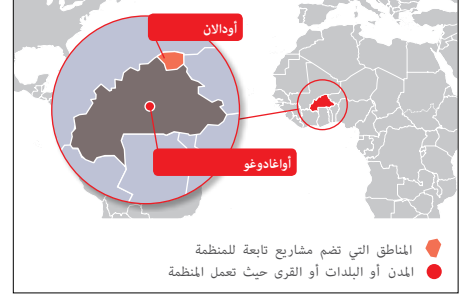 أودالان
أواغادوغو
المناطق التي تضم مشاريع تابعة للمنظمة
المدن أو البلدات أو القرى حيث تعمل المنظمة